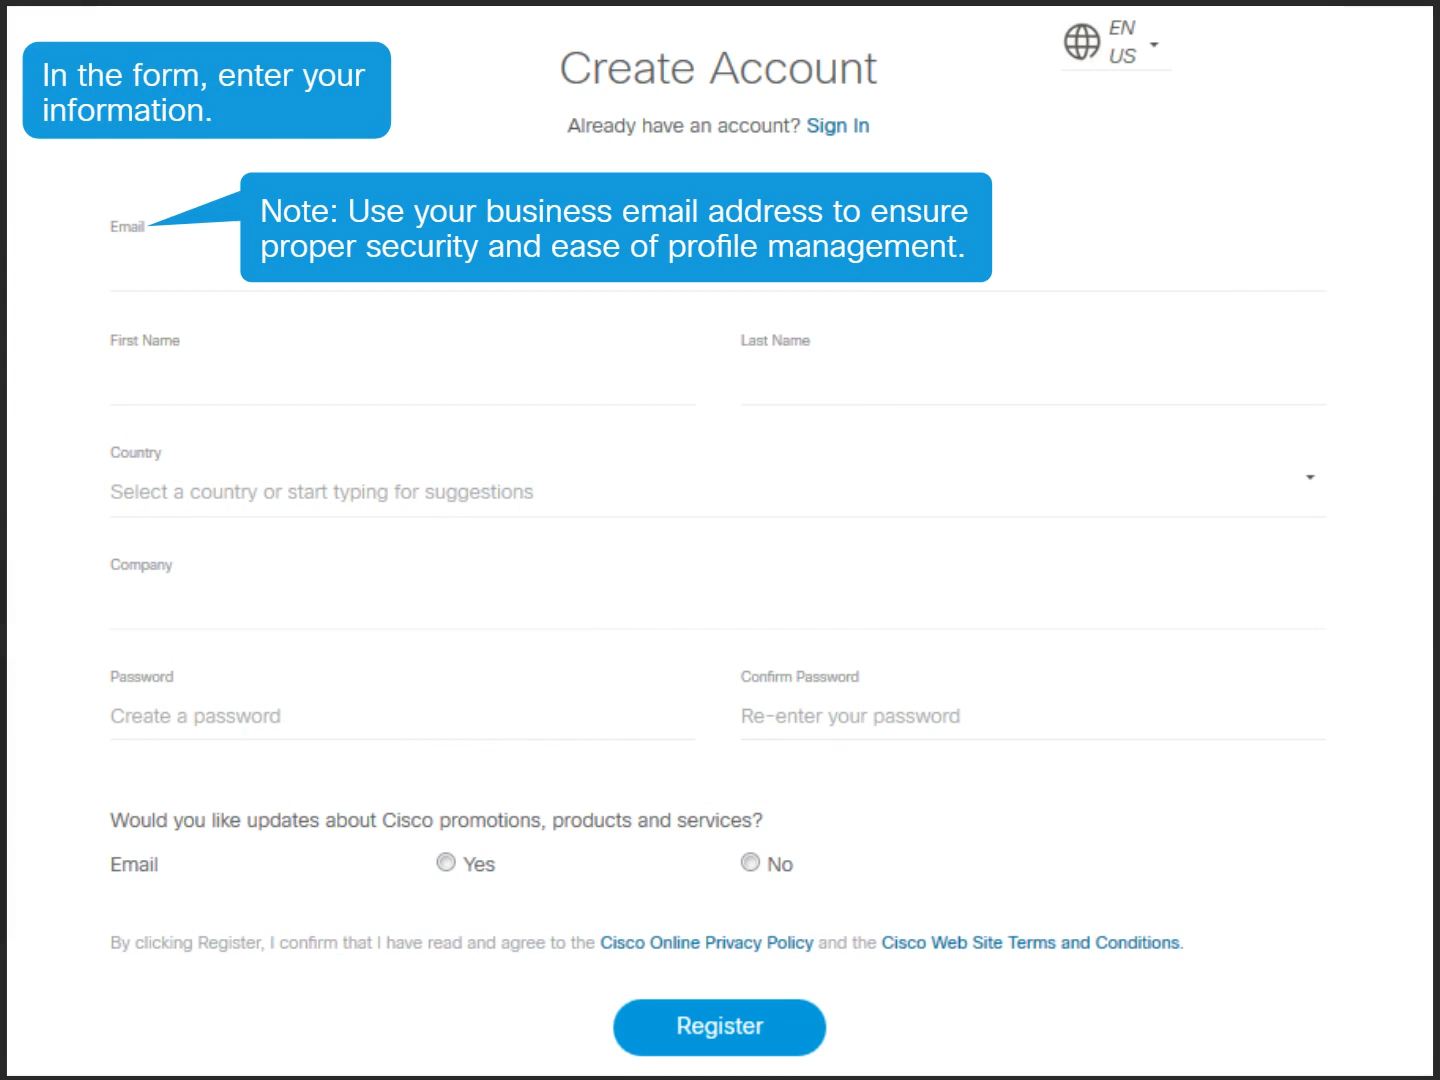 EN
US
In the form, enter your
information.
Create Account
Already have an account? Sign In
Note: Use your business email address to ensure
proper security and ease of profile management.
Email
First Name
Last Name
Country
Select a country or start typing for suggestions
Company
Password
Confirm Password
Create a password
Re-enter your password
Would you like updates about Cisco promotions, products and services?
Email
Yes
No
By clicking Register, I confirm that I have read and agree to the Cisco Online Privacy Policy and the Cisco Web Site Terms and Conditions.
Register